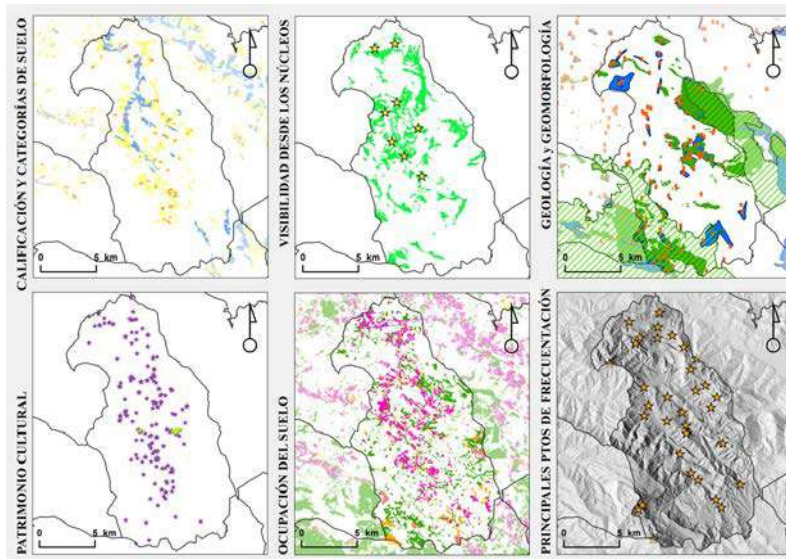 CALIFICACIÓN Y CATEGORÍAS DE SUELO
0 5 km
VISIBILIDAD DESDE LOS NÚCLEOS
0 5 km
GEOLOGÍA y GEOMORFOLOGÍA
0 5 km
PATRIMONIO CULTURAL
0 5 km
OCUPACIÓN DEL SUELO
0 5 km
PRINCIPALES PTOS DE FRECUENTACIÓN
0 5 km